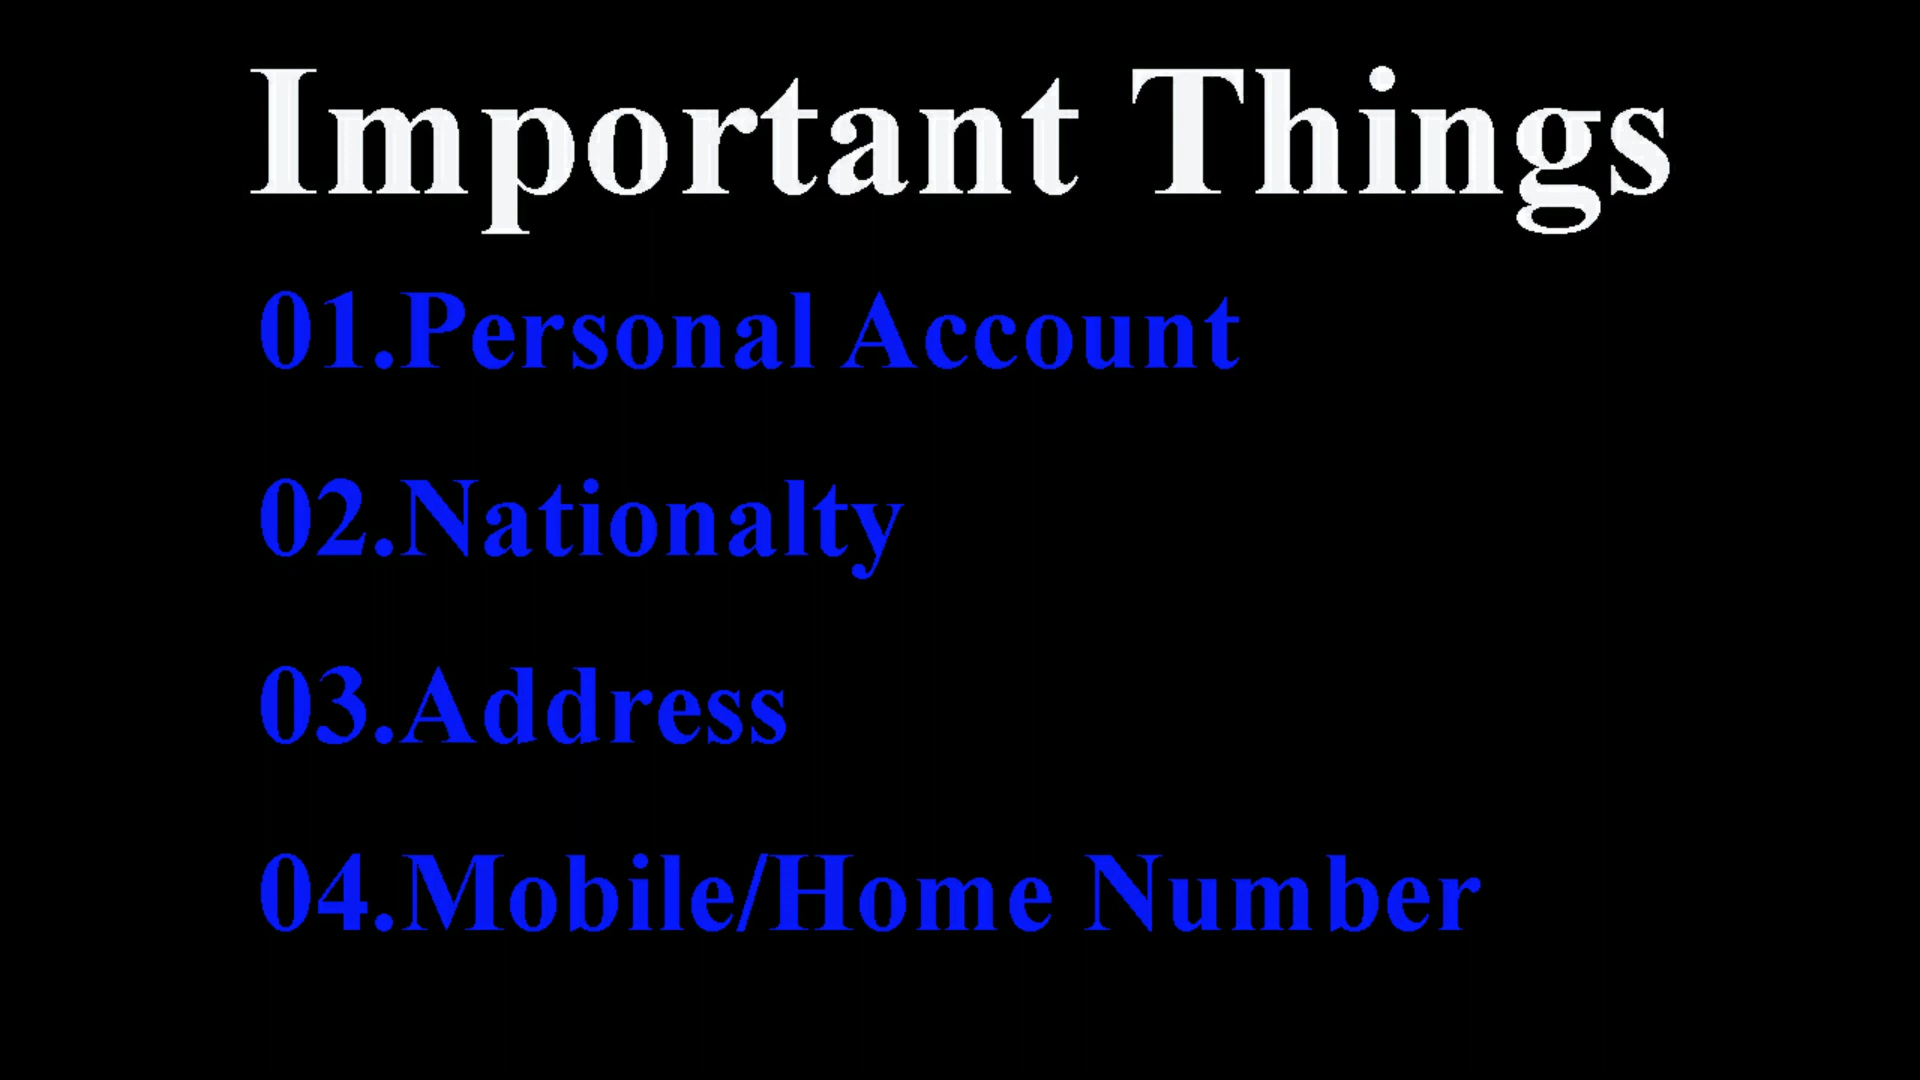 Important Things
01.Personal Account
02.Nationalty
03.Address
04.Mobile/Home Number